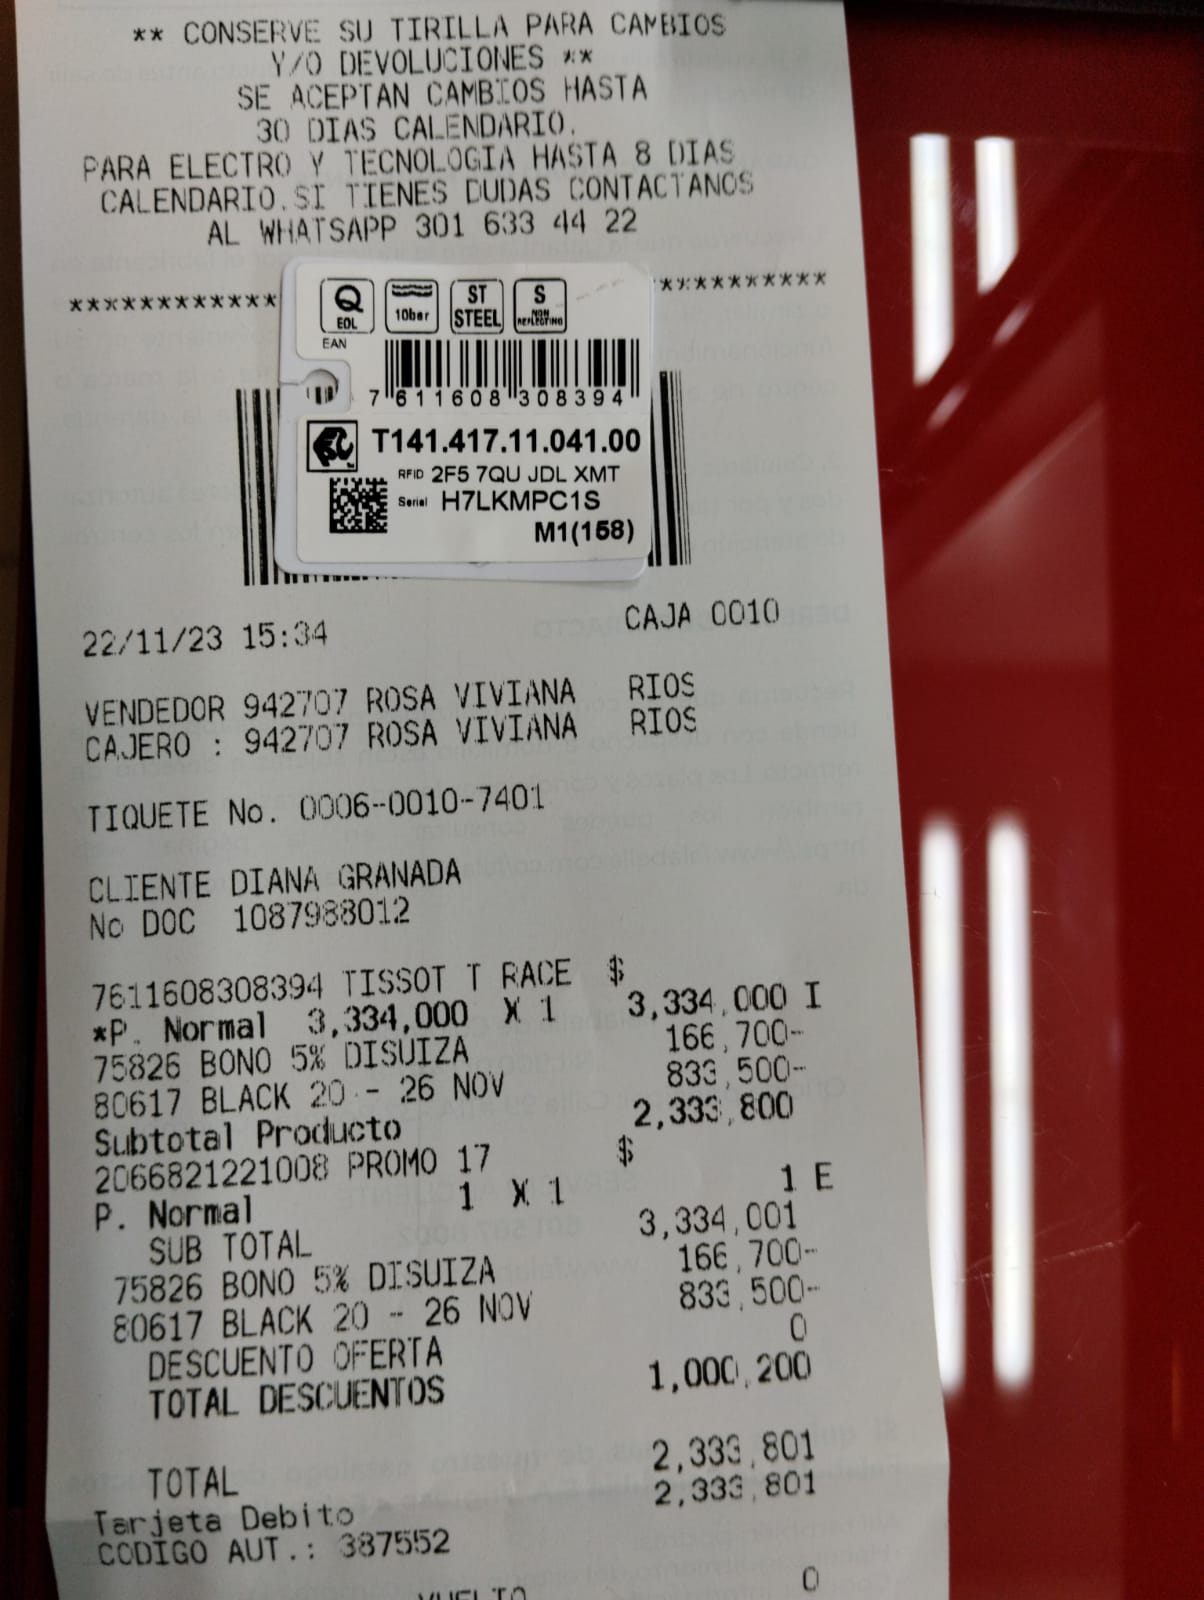 ** CONSERVE SU TIRILLA PARA CAMBIOS
Y/O DEVOLUCIONES **
SE ACEPTAN CAMBIOS HASTA
30 DIAS CALENDARIO.
PARA ELECTRO Y TECNOLOGIA HASTA 8 DIAS
CALENDARIO.SI TIENES DUDAS CONTACTANOS
AL WHATSAPP 301 633 44 22
************ **********
Q EOL
10bar
ST STEEL
S NON REFLECTING
EAN
7 611608 308394
T141.417.11.041.00
RFID 2F5 7QU JDL XMT
Serial H7LKMPC1S
M1(158)
22/11/23 15:34 CAJA 0010
VENDEDOR 942707 ROSA VIVIANA RIOS
CAJERO : 942707 ROSA VIVIANA RIOS
TIQUETE No. 0006-0010-7401
CLIENTE DIANA GRANADA
No DOC 1087988012
7611608308394 TISSOT T RACE $
*P. Normal 3,334,000 X 1 3,334,000 I
75826 BONO 5% DISUIZA 166,700-
80617 BLACK 20 - 26 NOV 833,500-
Subtotal Producto 2,333,800
2066821221008 PROMO 17 $
P. Normal 1 X 1 1 E
SUB TOTAL 3,334,001
75826 BONO 5% DISUIZA 166,700-
80617 BLACK 20 - 26 NOV 833,500-
DESCUENTO OFERTA 0
TOTAL DESCUENTOS 1,000,200
TOTAL 2,333,801
Tarjeta Debito 2,333,801
CODIGO AUT.: 387552
VUELTO 0